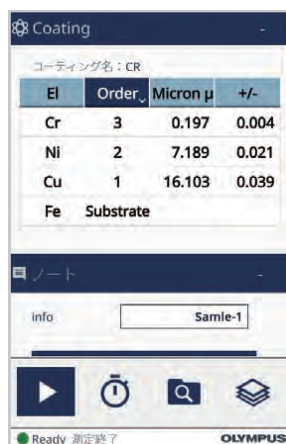 Coating -
コーティング名：CR
El Order Micron μ +/-
Cr 3 0.197 0.004
Ni 2 7.189 0.021
Cu 1 16.103 0.039
Fe Substrate
ノート -
info Samle-1
Ready 測定終了 OLYMPUS